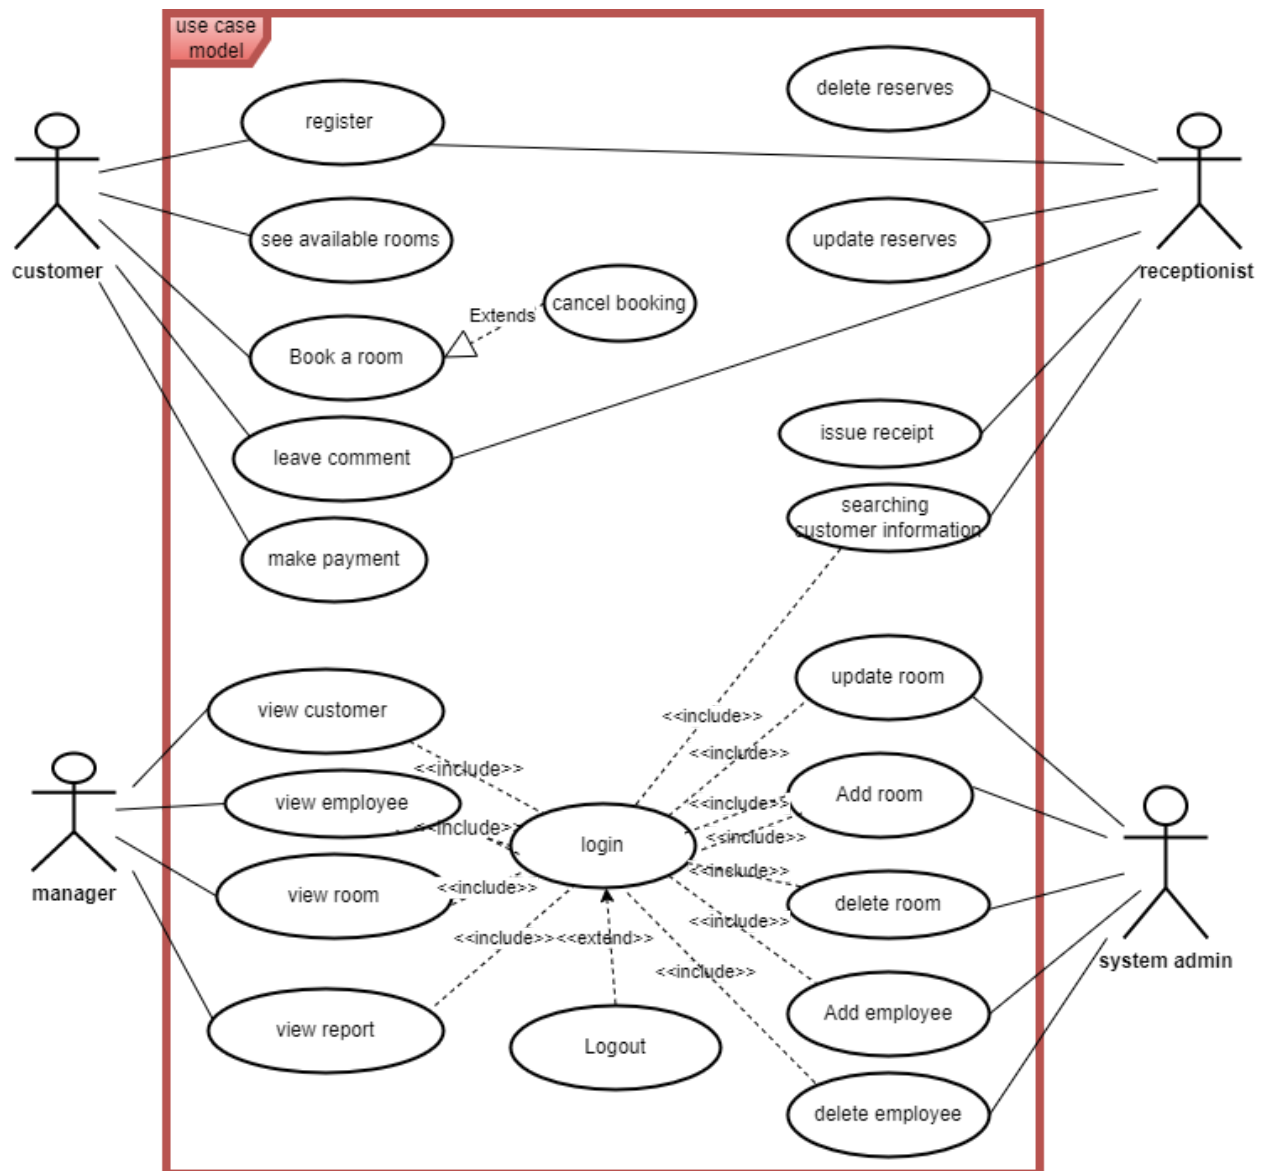 use case
model
register
delete reserves
see available rooms
update reserves
customer
receptionist
cancel booking
Extends
Book a room
issue receipt
leave comment
searching
customer information
make payment
update room
view customer
<<include>>
<<include>>
<<include>>
view employee
<<include>>
Add room
<<include>>
<<include>>
login
<<include>>
manager
view room
<<include>>
delete room
<<include>>
<<include>>
<<extend>>
system admin
<<include>>
view report
Add employee
Logout
delete employee